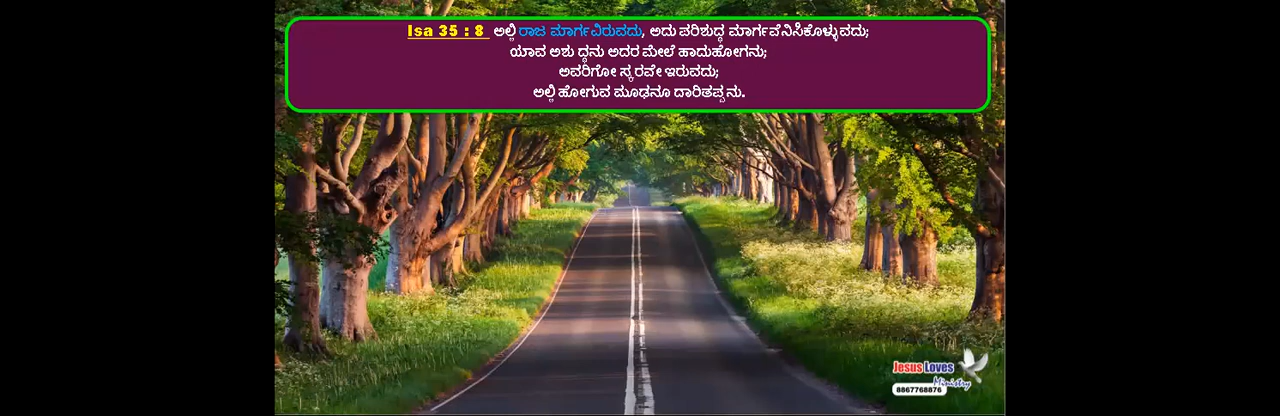 Isa 35 : 8 ಅಲ್ಲಿ ರಾಜ ಮಾರ್ಗವಿರುವದು, ಅದು ಪರಿಶುದ್ಧ ಮಾರ್ಗವೆನಿಸಿಕೊಳ್ಳುವದು;
ಯಾವ ಅಶು ದ್ಧನು ಅದರ ಮೇಲೆ ಹಾದುಹೋಗನು;
ಅವರಿಗೋ ಸ್ಕರವೇ ಇರುವದು;
ಅಲ್ಲಿ ಹೋಗುವ ಮೂಢನೂ ದಾರಿತಪ್ಪನು.
Jesus Loves
Ministry
8867768876